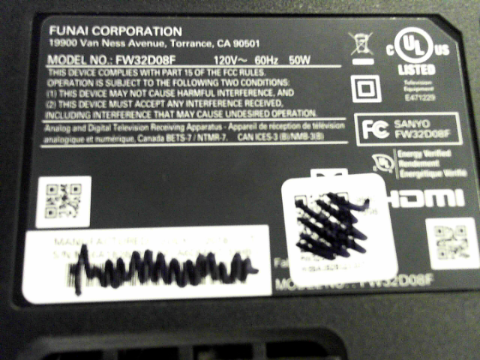 FUNAI CORPORATION
19900 Van Ness Avenue, Torrance, CA 90501
MODEL NO.: FW32D08F 120V~ 60Hz 50W
THIS DEVICE COMPLIES WITH PART 15 OF THE FCC RULES.
OPERATION IS SUBJECT TO THE FOLLOWING TWO CONDITIONS:
(1) THIS DEVICE MAY NOT CAUSE HARMFUL INTERFERENCE, AND
(2) THIS DEVICE MUST ACCEPT ANY INTERFERENCE RECEIVED,
INCLUDING INTERFERENCE THAT MAY CAUSE UNDESIRED OPERATION.
Analog and Digital Television Receiving Apparatus - Appareil de réception de télévision
analogique et numérique, Canada BETS-7 / NTMR-7. CAN ICES-3 (B)/NMB-3(B)
C UL US
LISTED
Television
Equipment
E471229
FC SANYO
FW32D08F
Energy Verified
Rendement
Énergétique Vérifié
HDMI
MANUFACTURED
S/N
MODEL NO.: FW32D08F